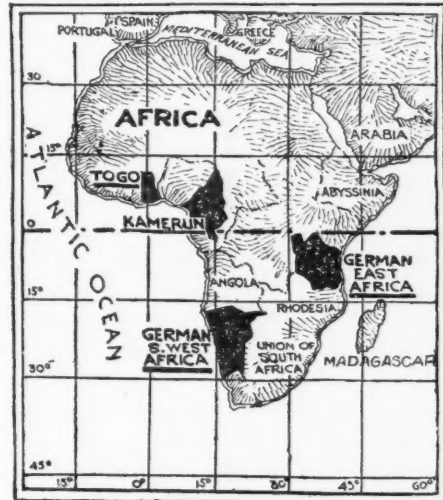 SPAIN
PORTUGAL
MEDITERRANEAN SEA
GREECE
30
AFRICA
ARABIA
15°
TOGO
ABYSSINIA
KAMERUN
0
ATLANTIC OCEAN
GERMAN
EAST
AFRICA
ANGOLA
15°
RHODESIA
GERMAN
S. WEST
AFRICA
UNION OF
SOUTH
AFRICA
MADAGASCAR
30°
45°
15° 0° 15° 30° 45° 60°